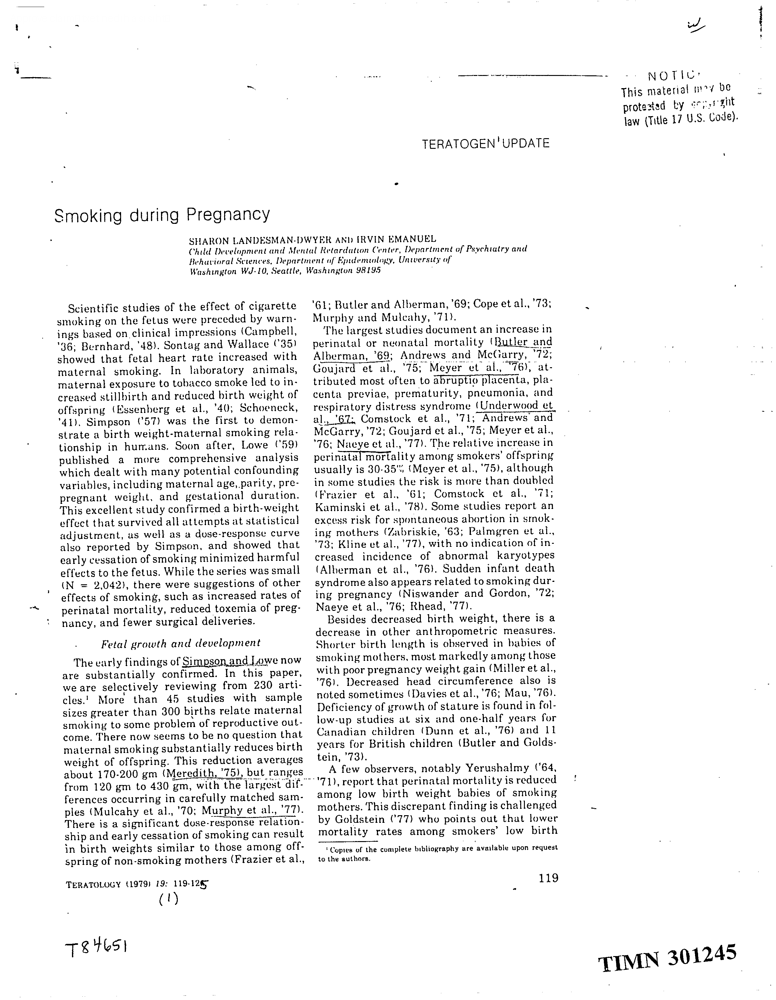 NOTIC
This material may be
protected by copyright
law (Title 17 U.S. Code).
TERATOGEN UPDATE
Smoking during Pregnancy
SHARON LANDESMAN-DWYER AND IRVIN EMANUEL
Child Development and Mental Retardation Center, Department of Psychiatry and
Behavioral Sciences, Department of Epidemiology, University of
Washington WJ-10, Seattle, Washington 98195
Scientific studies of the effect of cigarette
smoking on the fetus were preceded by warn-
ings based on clinical impressions (Campbell,
'36; Bernhard, '48). Sontag and Wallace ('35)
showed that fetal heart rate increased with
maternal smoking. In laboratory animals,
maternal exposure to tobacco smoke led to in-
creased stillbirth and reduced birth weight of
offspring (Essenberg et al., '40; Schoeneck,
'41). Simpson ('57) was the first to demon-
strate a birth weight-maternal smoking rela-
tionship in humans. Soon after, Lowe ('59)
published a more comprehensive analysis
which dealt with many potential confounding
variables, including maternal age, parity, pre-
pregnant weight, and gestational duration.
This excellent study confirmed a birth-weight
effect that survived all attempts at statistical
adjustment, as well as a dose-response curve
also reported by Simpson, and showed that
early cessation of smoking minimized harmful
effects to the fetus. While the series was small
(N = 2,042), there were suggestions of other
effects of smoking, such as increased rates of
perinatal mortality, reduced toxemia of preg-
nancy, and fewer surgical deliveries.
Fetal growth and development
The early findings of Simpson and Lowe now
are substantially confirmed. In this paper,
we are selectively reviewing from 230 arti-
cles.¹ More than 45 studies with sample
sizes greater than 300 births relate maternal
smoking to some problem of reproductive out-
come. There now seems to be no question that
maternal smoking substantially reduces birth
weight of offspring. This reduction averages
about 170-200 gm (Meredith, '75), but ranges
from 120 gm to 430 gm, with the largest dif-
ferences occurring in carefully matched sam-
ples (Mulcahy et al., '70; Murphy et al., '77).
There is a significant dose-response relation-
ship and early cessation of smoking can result
in birth weights similar to those among off-
spring of non-smoking mothers (Frazier et al.,
'61; Butler and Alberman, '69; Cope et al., '73;
Murphy and Mulcahy, '71).
The largest studies document an increase in
perinatal or neonatal mortality (Butler and
Alberman, '69; Andrews and McGarry, '72;
Goujard et al., '75; Meyer et al., '76), at-
tributed most often to abruptio placenta, pla-
centa previae, prematurity, pneumonia, and
respiratory distress syndrome (Underwood et
al., '67; Comstock et al., '71; Andrews and
McGarry, '72; Goujard et al., '75; Meyer et al.,
'76; Naeye et al., '77). The relative increase in
perinatal mortality among smokers' offspring
usually is 30-35% (Meyer et al., '75), although
in some studies the risk is more than doubled
(Frazier et al., '61; Comstock et al., '71;
Kaminski et al., '78). Some studies report an
excess risk for spontaneous abortion in smok-
ing mothers (Zabriskie, '63; Palmgren et al.,
'73; Kline et al., '77), with no indication of in-
creased incidence of abnormal karyotypes
(Alberman et al., '76). Sudden infant death
syndrome also appears related to smoking dur-
ing pregnancy (Niswander and Gordon, '72;
Naeye et al., '76; Rhead, '77).
Besides decreased birth weight, there is a
decrease in other anthropometric measures.
Shorter birth length is observed in babies of
smoking mothers, most markedly among those
with poor pregnancy weight gain (Miller et al.,
'76). Decreased head circumference also is
noted sometimes (Davies et al., '76; Mau, '76).
Deficiency of growth of stature is found in fol-
low-up studies at six and one-half years for
Canadian children (Dunn et al., '76) and 11
years for British children (Butler and Golds-
tein, '73).
A few observers, notably Yerushalmy ('64,
'71), report that perinatal mortality is reduced
among low birth weight babies of smoking
mothers. This discrepant finding is challenged
by Goldstein ('77) who points out that lower
mortality rates among smokers' low birth
¹ Copies of the complete bibliography are available upon request
to the authors.
TERATOLOGY (1979) 19: 119-125
(1)
119
T84651
TIMN 301245